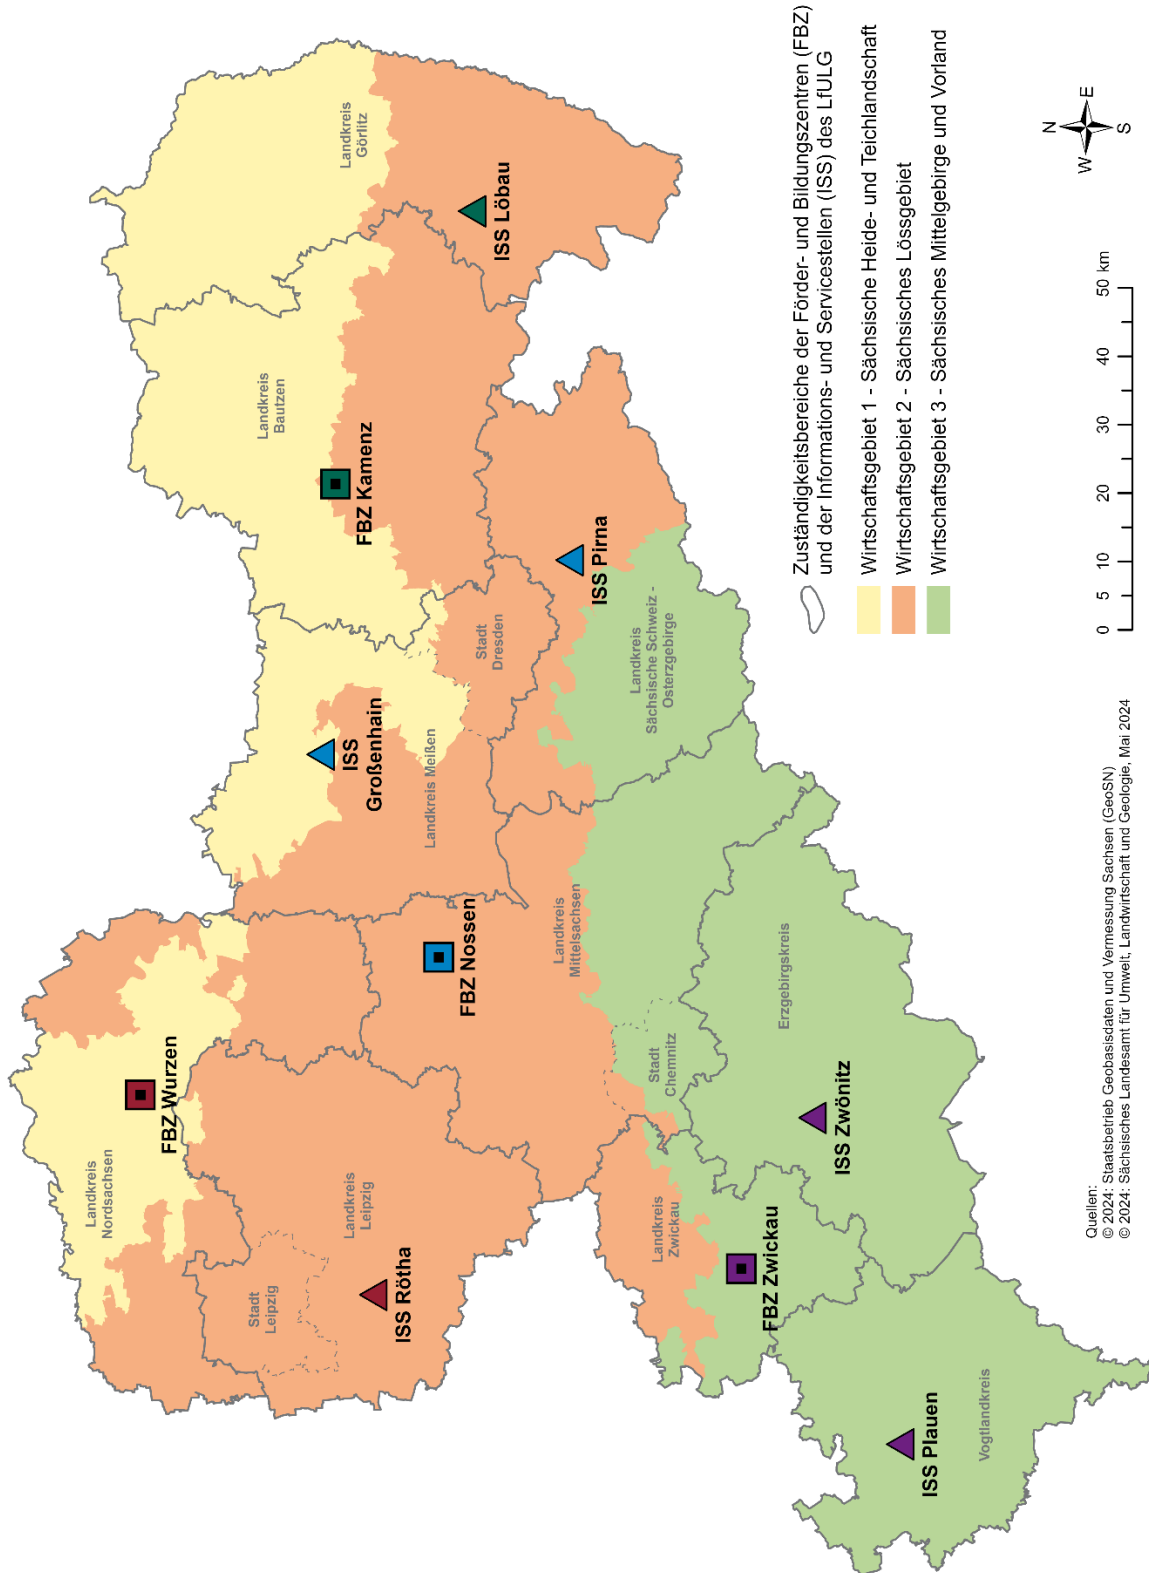 Landkreis
Nordsachsen
FBZ Wurzen
Stadt
Leipzig
Landkreis
Leipzig
ISS Rötha
FBZ Nossen
Landkreis
Mittelsachsen
ISS
Großenhain
Landkreis Meißen
Stadt
Dresden
Landkreis
Bautzen
FBZ Kamenz
Landkreis
Görlitz
ISS Löbau
ISS Pirna
Landkreis
Sächsische Schweiz -
Osterzgebirge
Landkreis
Zwickau
FBZ Zwickau
Stadt
Chemnitz
Erzgebirgskreis
ISS Zwönitz
ISS Plauen
Vogtlandkreis
Zuständigkeitsbereiche der Förder- und Bildungszentren (FBZ)
und der Informations- und Servicestellen (ISS) des LfULG
Wirtschaftsgebiet 1 - Sächsische Heide- und Teichlandschaft
Wirtschaftsgebiet 2 - Sächsisches Lössgebiet
Wirtschaftsgebiet 3 - Sächsisches Mittelgebirge und Vorland
N
W E
S
0 5 10 20 30 40 50 km
Quellen:
© 2024: Staatsbetrieb Geobasisdaten und Vermessung Sachsen (GeoSN)
© 2024: Sächsisches Landesamt für Umwelt, Landwirtschaft und Geologie, Mai 2024